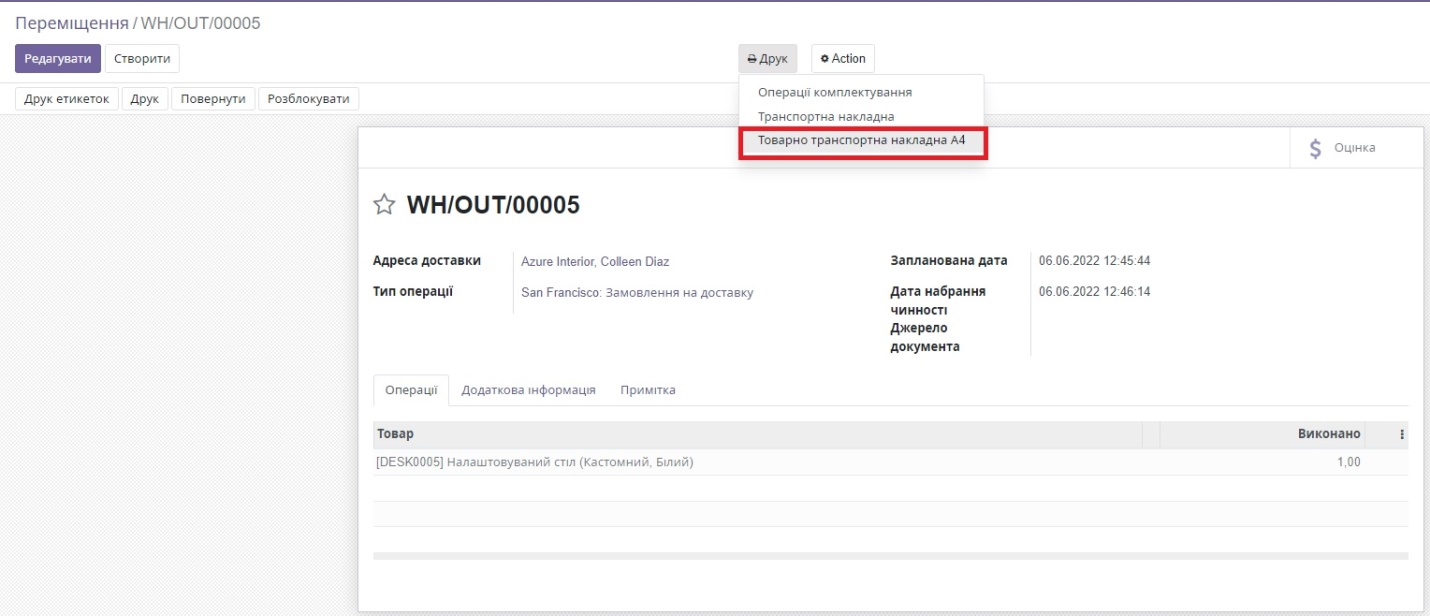 Переміщення / WH/OUT/00005
Редагувати Створити Друк Action
Друк етикеток Друк Повернути Розблокувати
Операції комплектування
Транспортна накладна
Товарно транспортна накладна А4
$ Оцінка
WH/OUT/00005
Адреса доставки Azure Interior, Colleen Diaz Запланована дата 06.06.2022 12:45:44
Тип операції San Francisco: Замовлення на доставку Дата набрання 06.06.2022 12:46:14
чинності
Джерело
документа
Операції Додаткова інформація Примітка
Товар Виконано
[DESK0005] Налаштовуваний стіл (Кастомний, Білий) 1,00